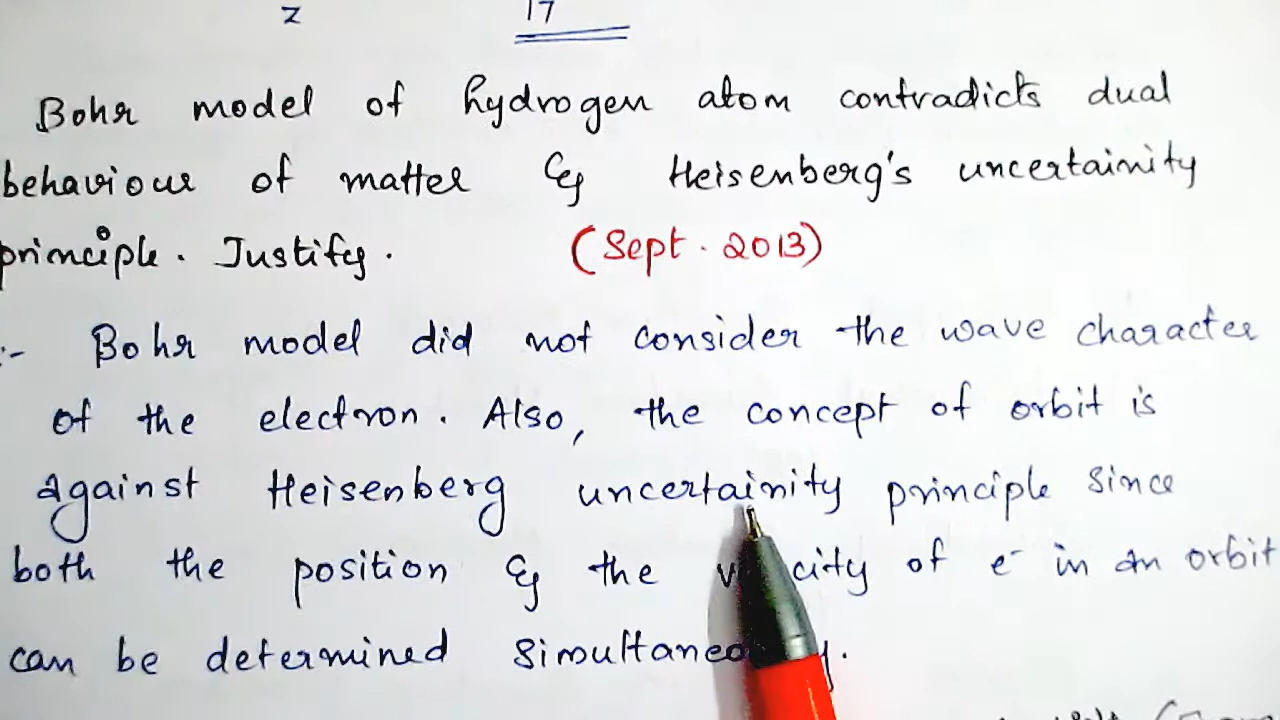 z 17
Bohr model of hydrogen atom contradicts dual
behaviour of matter & Heisenberg's uncertainity
principle. Justify. (Sept. 2013)
:- Bohr model did not consider the wave character
of the electron. Also, the concept of orbit is
against Heisenberg uncertainity principle since
both the position & the v city of e⁻ in an orbit
can be determined simultaneo y.